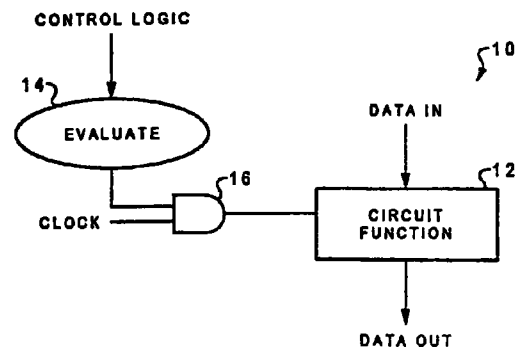 CONTROL LOGIC
10
14
EVALUATE
DATA IN
16
12
CLOCK
CIRCUIT
FUNCTION
DATA OUT